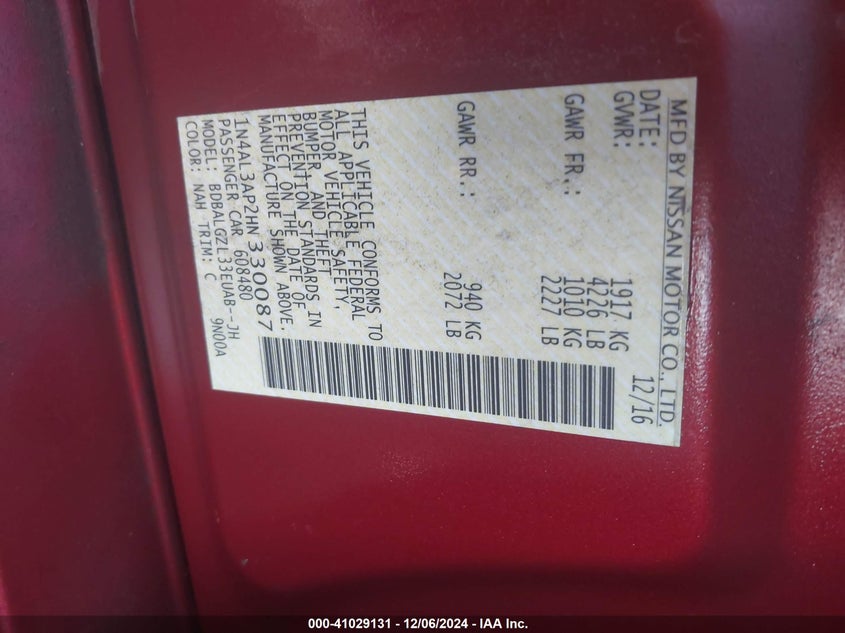 MFD BY NISSAN MOTOR CO., LTD.
DATE: 12/16
GVWR: 1917 KG
4226 LB
GAWR FR.: 1010 KG
2227 LB
GAWR RR.: 940 KG
2072 LB
THIS VEHICLE CONFORMS TO
ALL APPLICABLE FEDERAL
MOTOR VEHICLE SAFETY,
BUMPER, AND THEFT
PREVENTION STANDARDS IN
EFFECT ON THE DATE OF
MANUFACTURE SHOWN ABOVE.
1N4AL3AP2HN330087
PASSENGER CAR 608480
MODEL: BDBALGZL33EUAB--JH
COLOR: NAH TRIM: C 9N00A
000-41029131 - 12/06/2024 - IAA Inc.